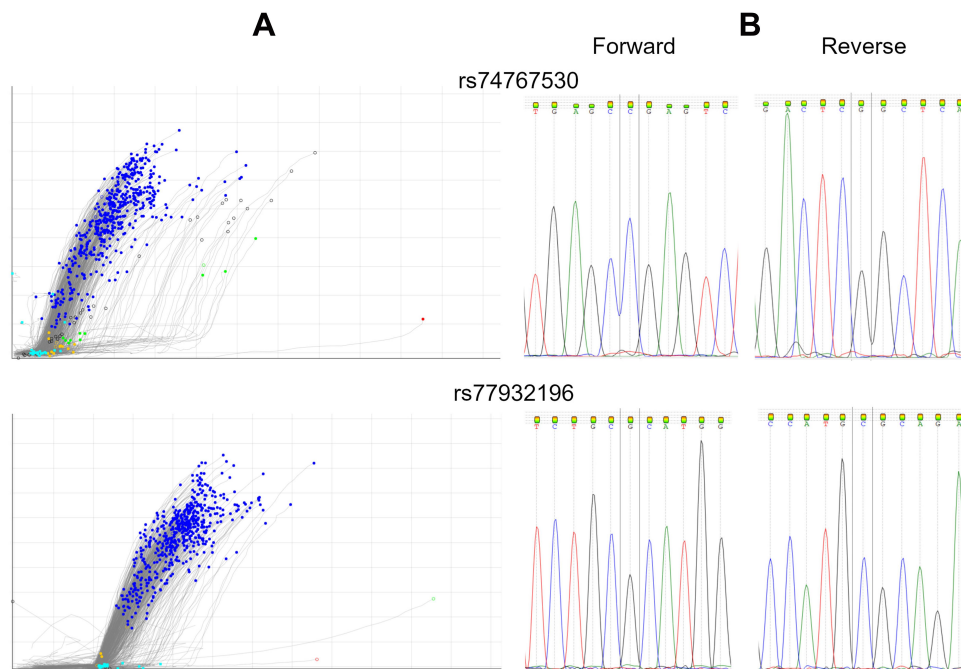 A B
Forward Reverse
rs74767530
T G A G C C G A G T C
G A C T C G G C T C A
rs77932196
T C T G C G C A T G G
C C A T G C G C A G A